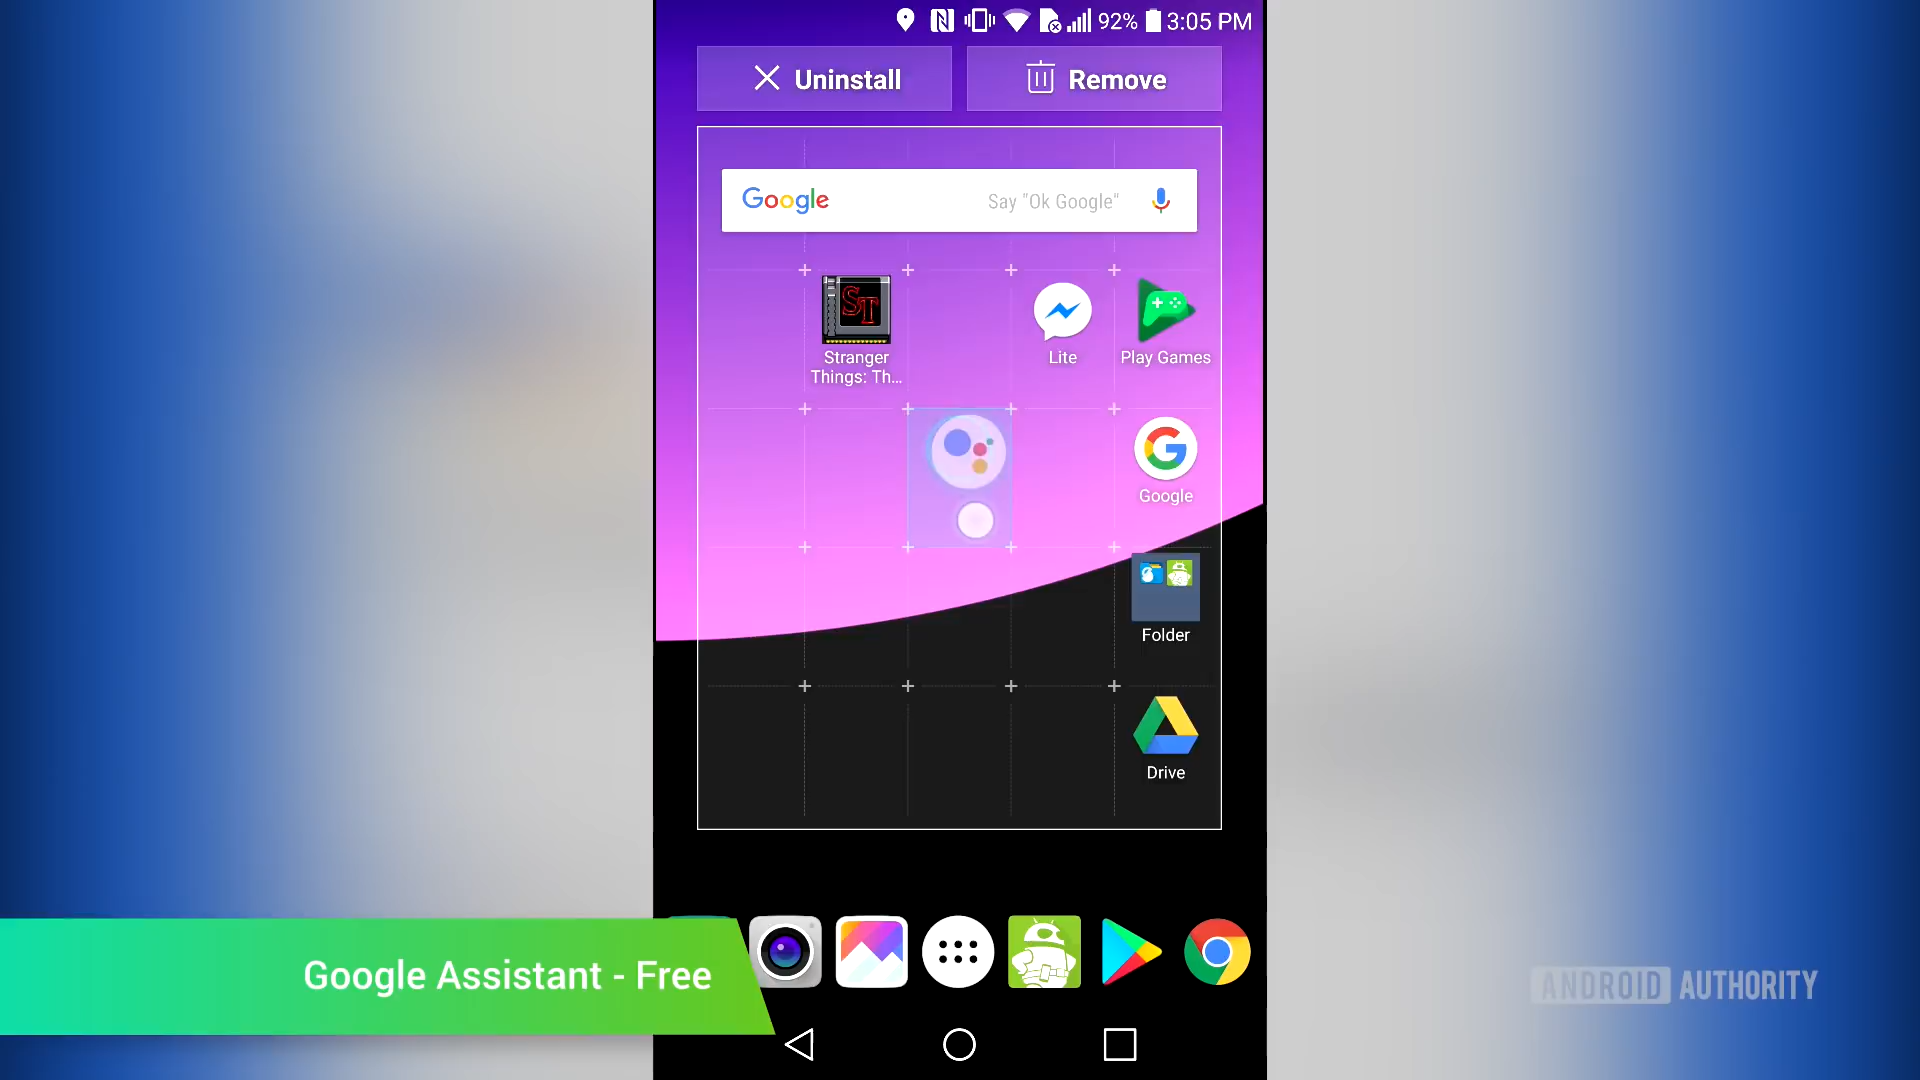 92% 3:05 PM
Uninstall
Remove
Google
Say "Ok Google"
ST
Stranger
Things: Th...
Lite
Play Games
Google
Folder
Drive
Google Assistant - Free
ANDROID AUTHORITY